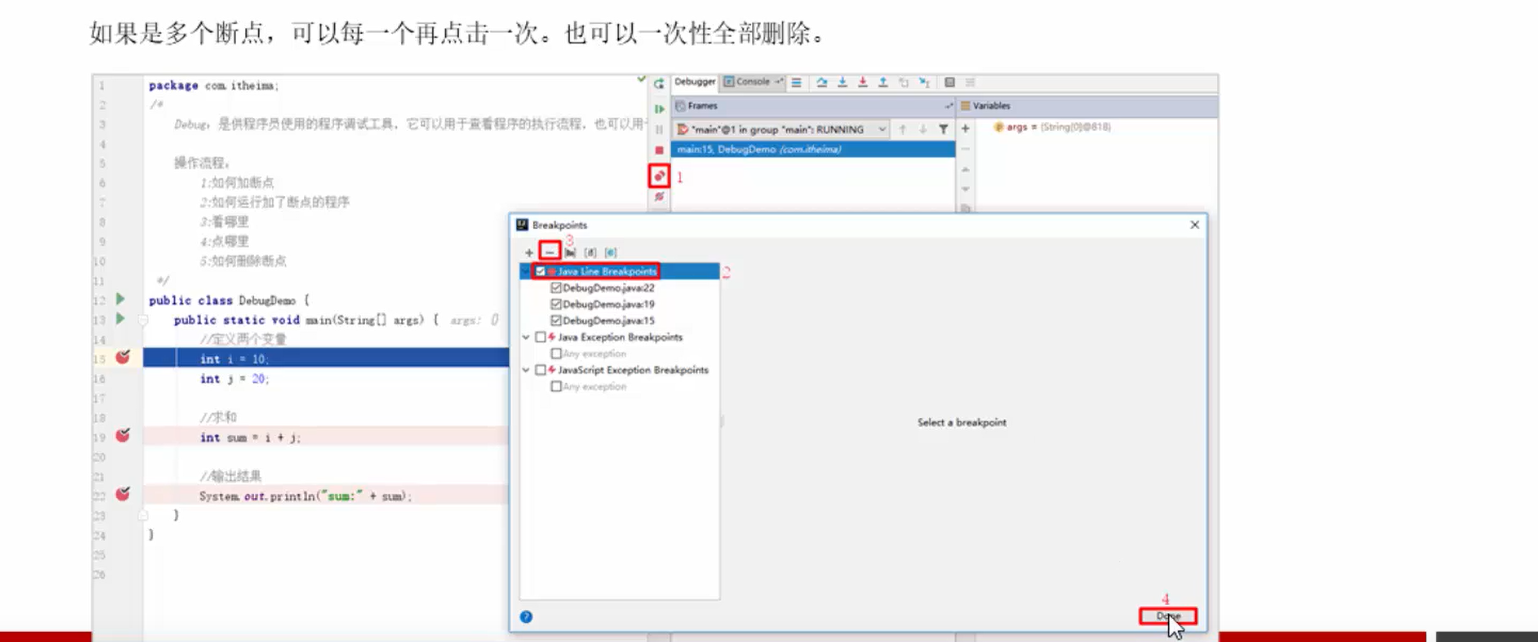 如果是多个断点，可以每一个再点击一次。也可以一次性全部删除。
1 package com.itheima;
2 /*
3 Debug，是供程序员使用的程序调试工具，它可以用于查看程序的执行流程，也可以用
4
5 操作流程：
6 1:如何加断点
7 2:如何运行加了断点的程序
8 3:看哪里
9 4:点哪里
10 5:如何删除断点
11 */
12 public class DebugDemo {
13 public static void main(String[] args) { args: {}
14 //定义两个变量
15 int i = 10;
16 int j = 20;
17
18 //求和
19 int sum = i + j;
20
21 //输出结果
22 System.out.println("sum:" + sum);
23 }
24 }
25
26
Debugger Console
Frames
"main"@1 in group "main": RUNNING
main:15, DebugDemo (com.itheima)
Variables
args = {String[0]@818}
1
Breakpoints
3
Java Line Breakpoints
2
DebugDemo.java:22
DebugDemo.java:19
DebugDemo.java:15
Java Exception Breakpoints
Any exception
JavaScript Exception Breakpoints
Any exception
Select a breakpoint
4
Done